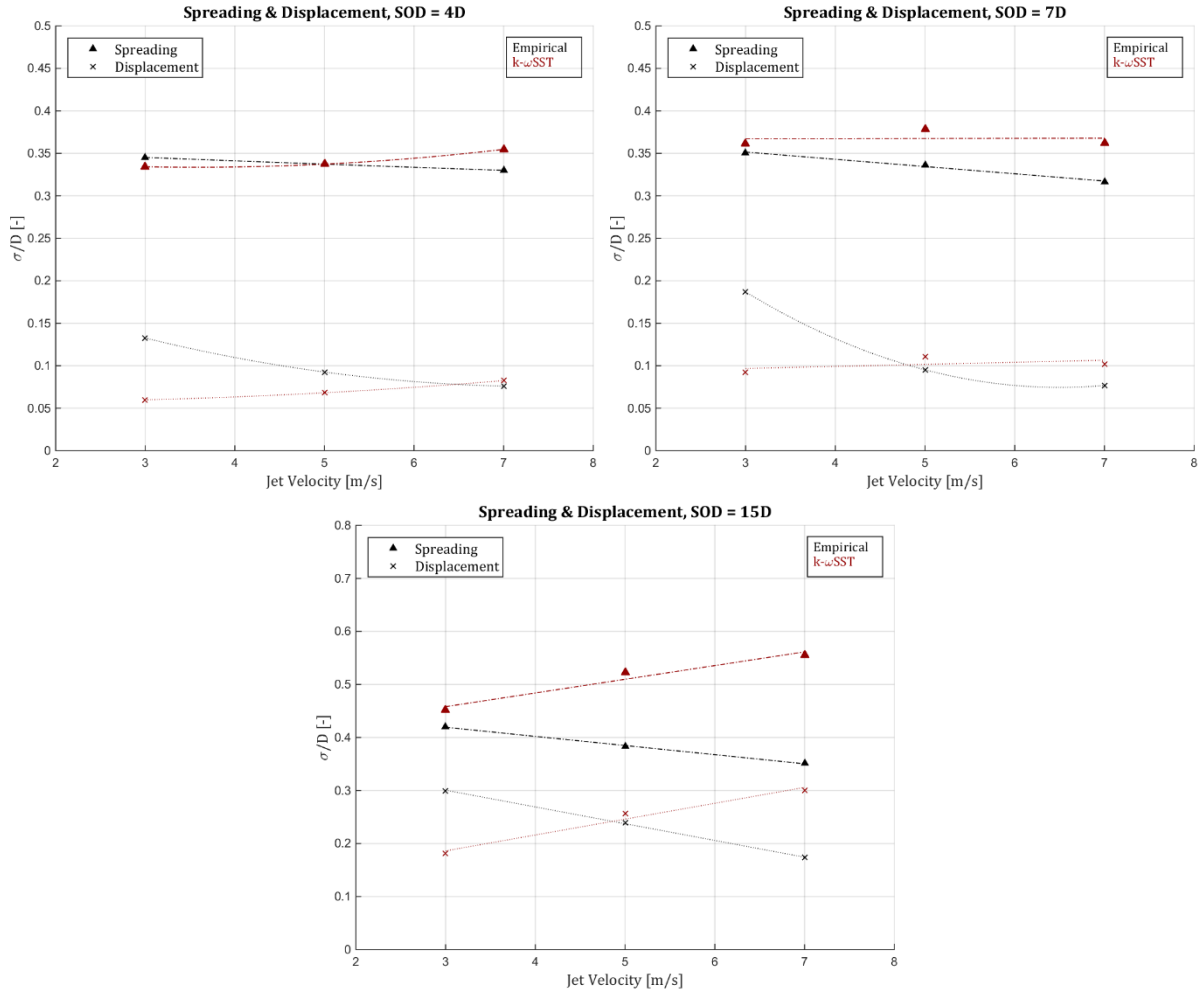 Spreading & Displacement, SOD = 4D
0.5
0.45
0.4
0.35
0.3
0.25
0.2
0.15
0.1
0.05
0
σ/D [-]
Spreading
Displacement
Empirical
k-ωSST
2
3
4
5
6
7
8
Jet Velocity [m/s]
Spreading & Displacement, SOD = 7D
0.5
0.45
0.4
0.35
0.3
0.25
0.2
0.15
0.1
0.05
0
Spreading
Displacement
Empirical
k-ωSST
2
3
4
5
6
7
8
σ/D [-]
Jet Velocity [m/s]
Spreading & Displacement, SOD = 15D
0.8
0.7
0.6
0.5
0.4
0.3
0.2
0.1
0
σ/D [-]
Spreading
Displacement
Empirical
k-ωSST
2
3
4
5
6
7
8
Jet Velocity [m/s]